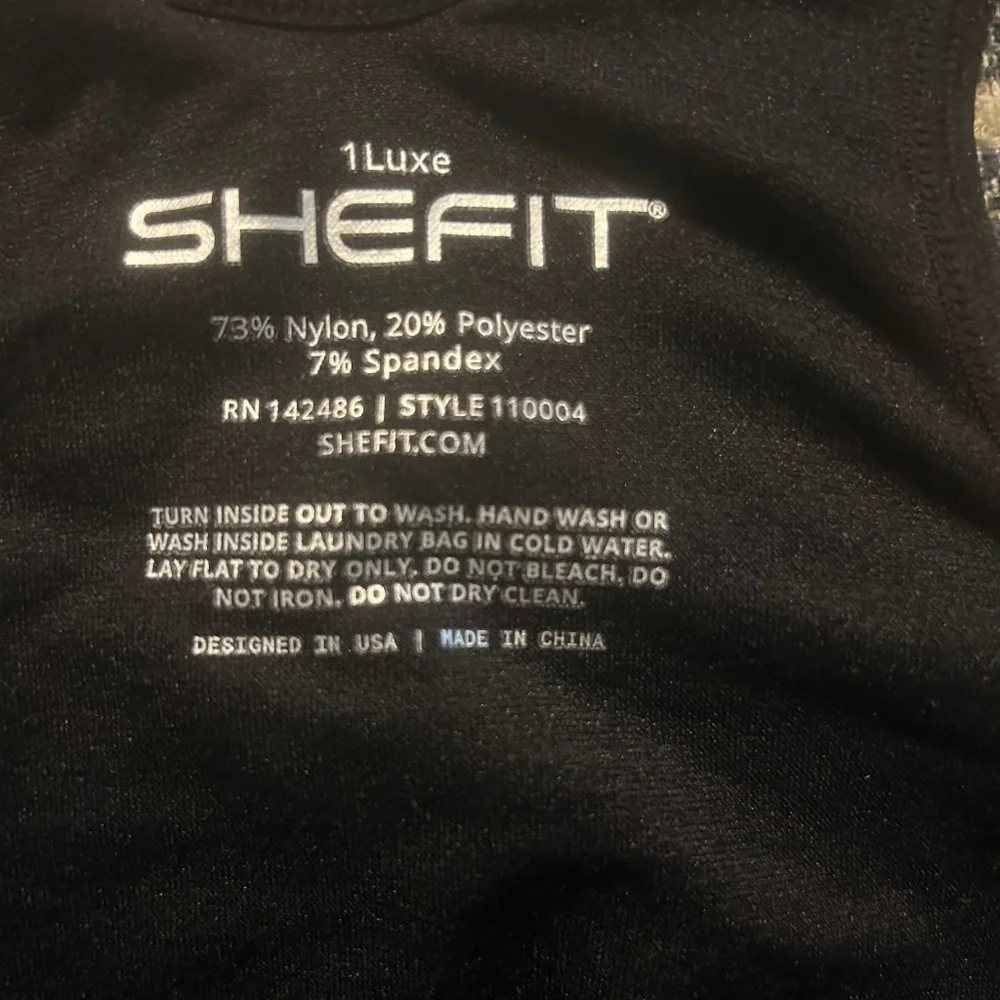 1Luxe
SHEFIT®
73% Nylon, 20% Polyester
7% Spandex
RN 142486 | STYLE 110004
SHEFIT.COM
TURN INSIDE OUT TO WASH. HAND WASH OR
WASH INSIDE LAUNDRY BAG IN COLD WATER.
LAY FLAT TO DRY ONLY. DO NOT BLEACH. DO
NOT IRON. DO NOT DRY CLEAN.
DESIGNED IN USA | MADE IN CHINA